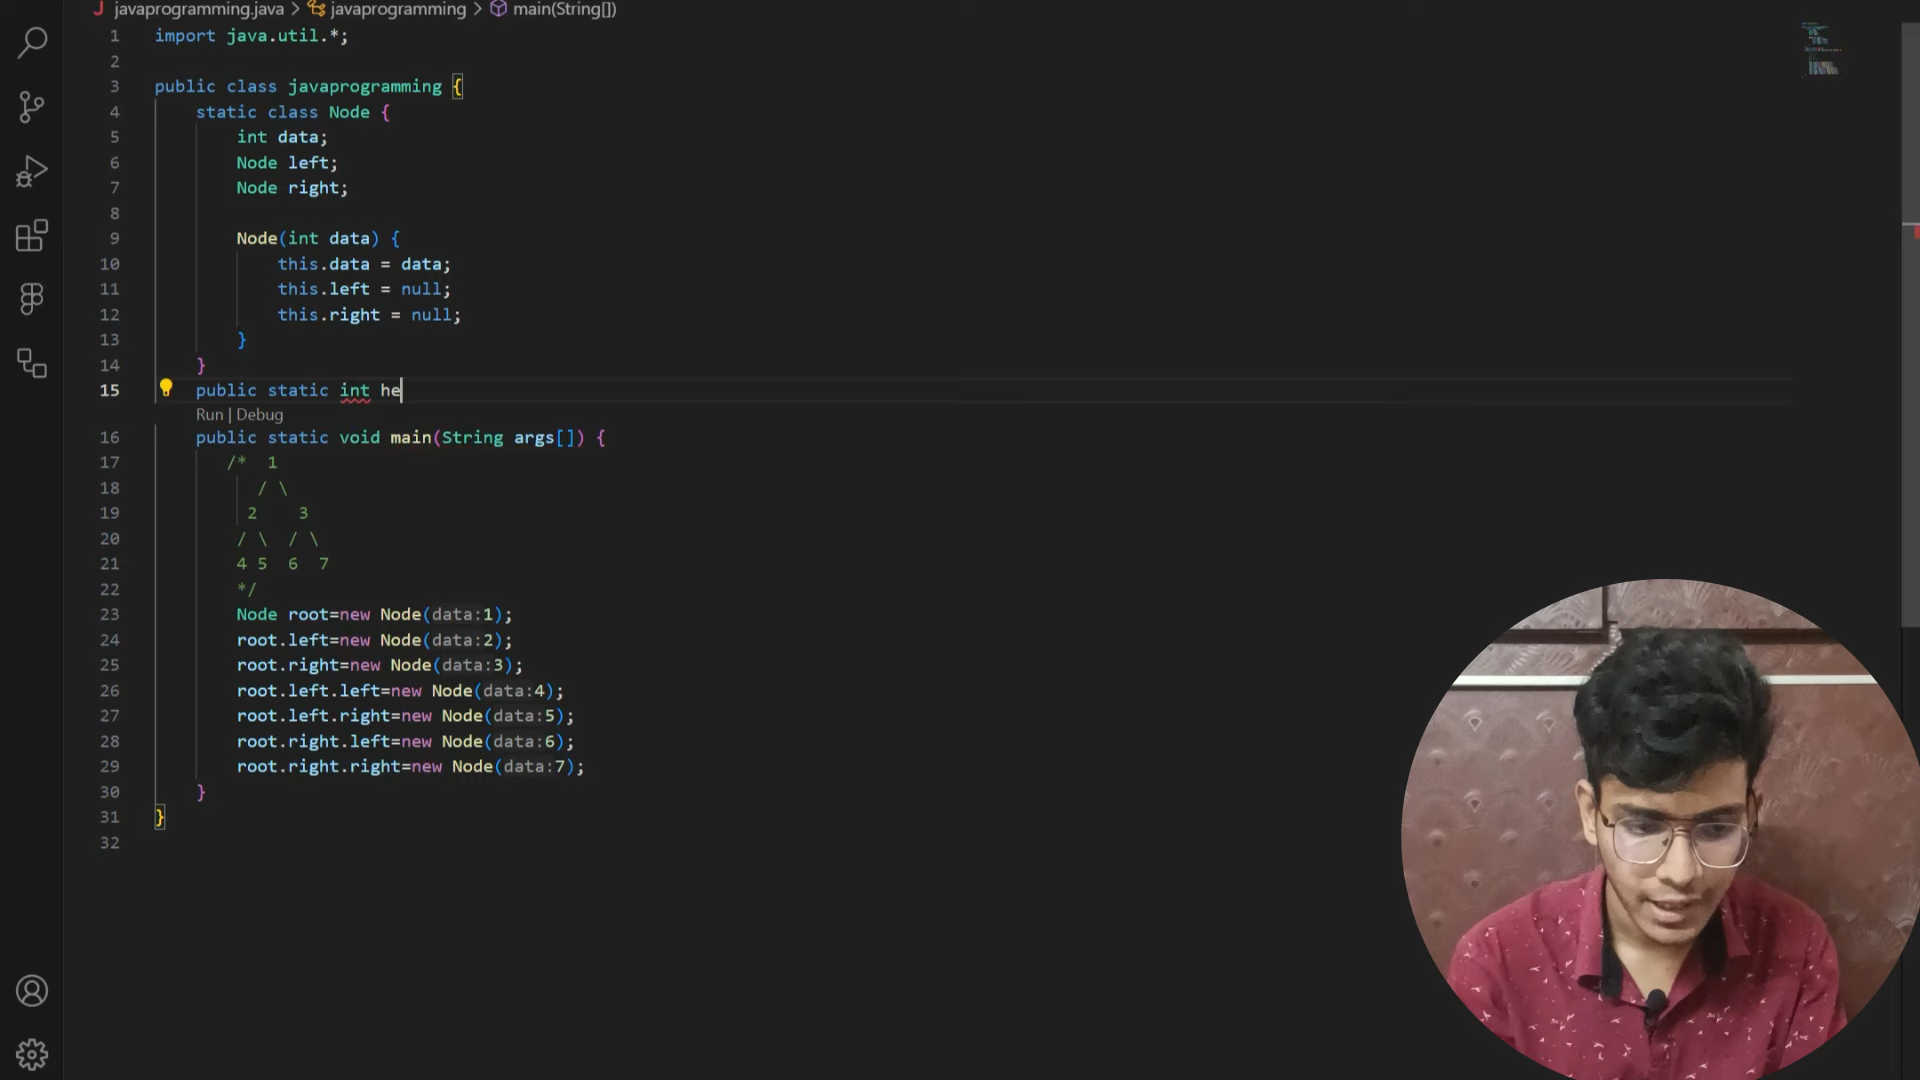 javaprogramming.java > javaprogramming > main(String[])
1 import java.util.*;
2
3 public class javaprogramming {
4 static class Node {
5 int data;
6 Node left;
7 Node right;
8
9 Node(int data) {
10 this.data = data;
11 this.left = null;
12 this.right = null;
13 }
14 }
15 public static int he
Run | Debug
16 public static void main(String args[]) {
17 /* 1
18 / \
19 2 3
20 / \ / \
21 4 5 6 7
22 */
23 Node root=new Node(data:1);
24 root.left=new Node(data:2);
25 root.right=new Node(data:3);
26 root.left.left=new Node(data:4);
27 root.left.right=new Node(data:5);
28 root.right.left=new Node(data:6);
29 root.right.right=new Node(data:7);
30 }
31 }
32